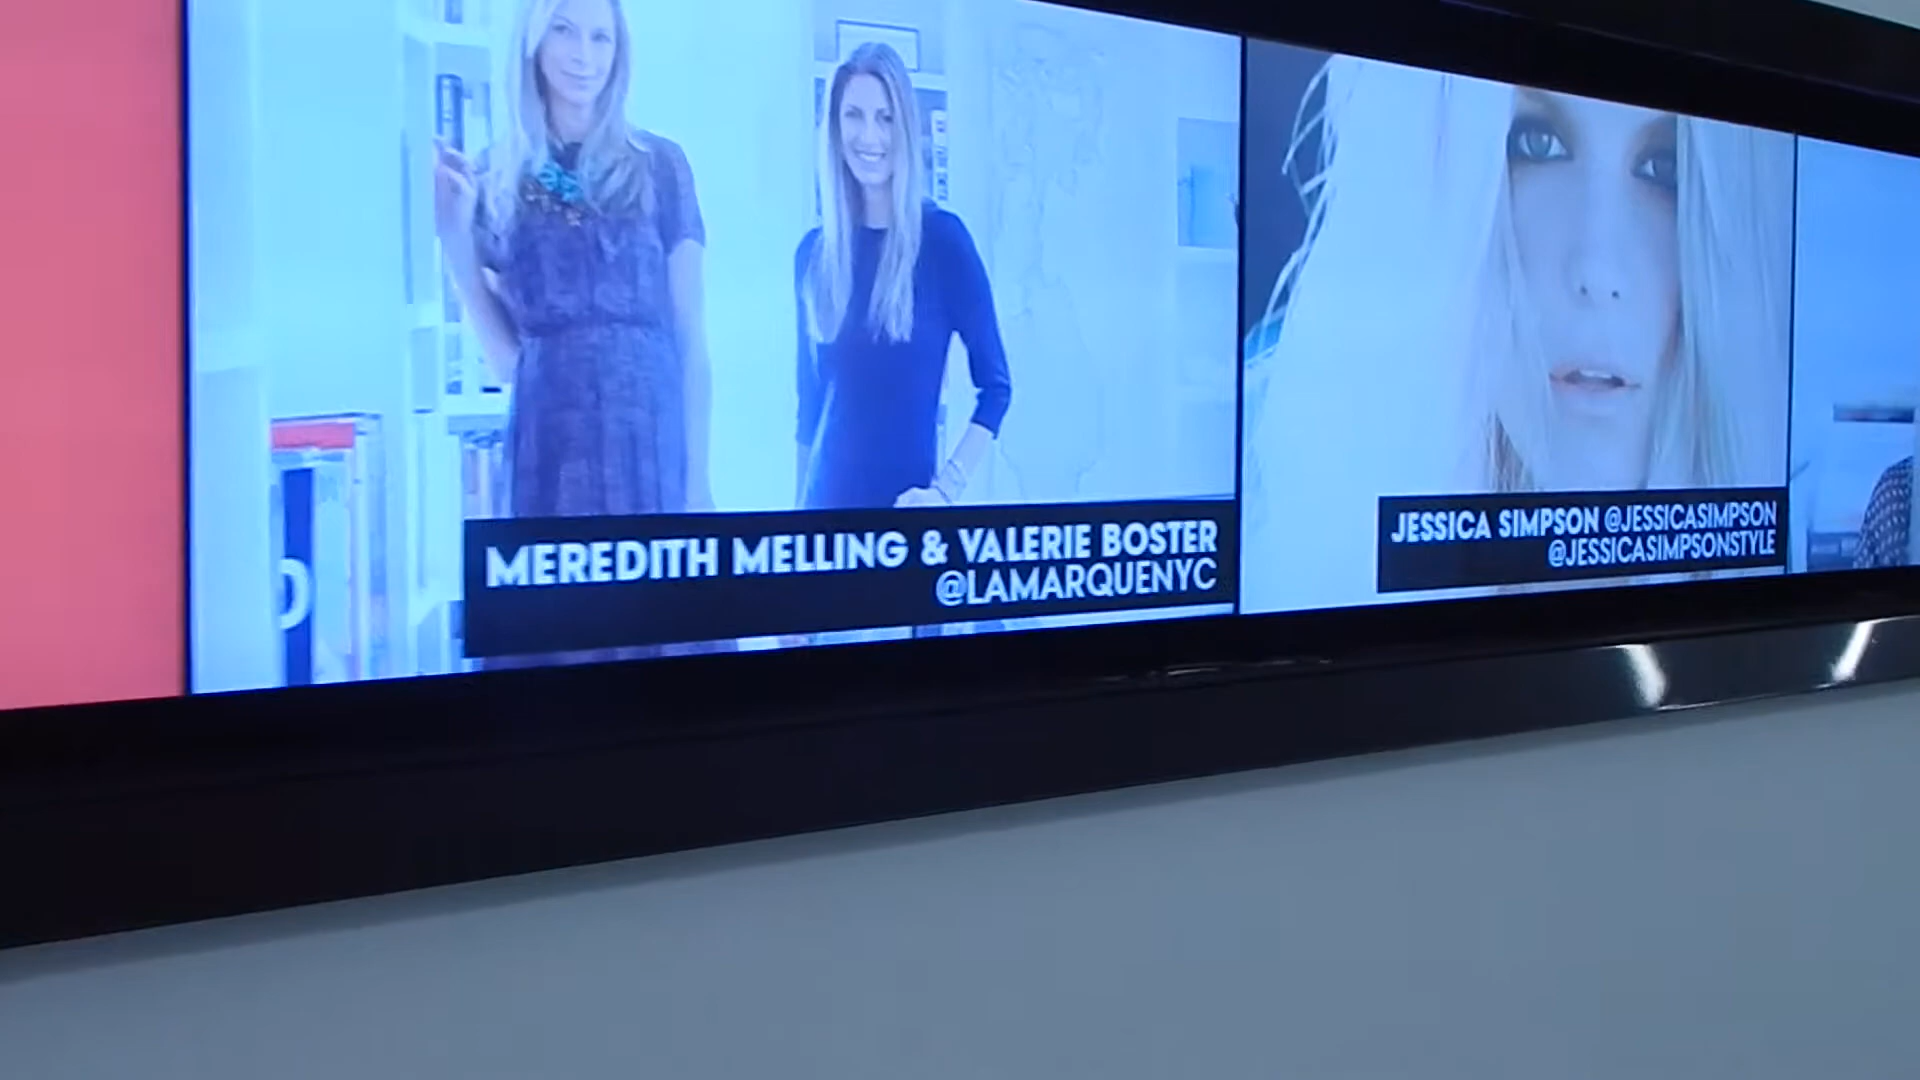 MEREDITH MELLING & VALERIE BOSTER
@LAMARQUENYC
JESSICA SIMPSON @JESSICASIMPSON
@JESSICASIMPSONSTYLE